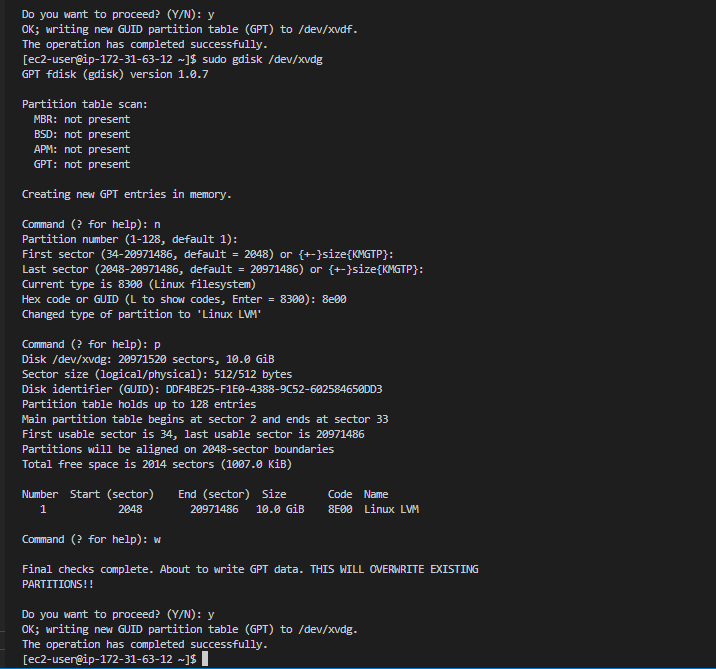 Do you want to proceed? (Y/N): y
OK; writing new GUID partition table (GPT) to /dev/xvdf.
The operation has completed successfully.
[ec2-user@ip-172-31-63-12 ~]$ sudo gdisk /dev/xvdg
GPT fdisk (gdisk) version 1.0.7

Partition table scan:
  MBR: not present
  BSD: not present
  APM: not present
  GPT: not present

Creating new GPT entries in memory.

Command (? for help): n
Partition number (1-128, default 1):
First sector (34-20971486, default = 2048) or {+-}size{KMGTP}:
Last sector (2048-20971486, default = 20971486) or {+-}size{KMGTP}:
Current type is 8300 (Linux filesystem)
Hex code or GUID (L to show codes, Enter = 8300): 8e00
Changed type of partition to 'Linux LVM'

Command (? for help): p
Disk /dev/xvdg: 20971520 sectors, 10.0 GiB
Sector size (logical/physical): 512/512 bytes
Disk identifier (GUID): DDF4BE25-F1E0-4388-9C52-602584650DD3
Partition table holds up to 128 entries
Main partition table begins at sector 2 and ends at sector 33
First usable sector is 34, last usable sector is 20971486
Partitions will be aligned on 2048-sector boundaries
Total free space is 2014 sectors (1007.0 KiB)

Number  Start (sector)    End (sector)  Size       Code  Name
   1            2048        20971486   10.0 GiB    8E00  Linux LVM

Command (? for help): w

Final checks complete. About to write GPT data. THIS WILL OVERWRITE EXISTING
PARTITIONS!!

Do you want to proceed? (Y/N): y
OK; writing new GUID partition table (GPT) to /dev/xvdg.
The operation has completed successfully.
[ec2-user@ip-172-31-63-12 ~]$